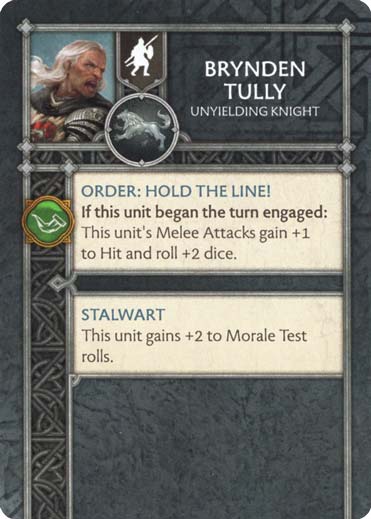 BRYNDEN
TULLY
UNYIELDING KNIGHT
ORDER: HOLD THE LINE!
If this unit began the turn engaged:
This unit's Melee Attacks gain +1
to Hit and roll +2 dice.
STALWART
This unit gains +2 to Morale Test
rolls.